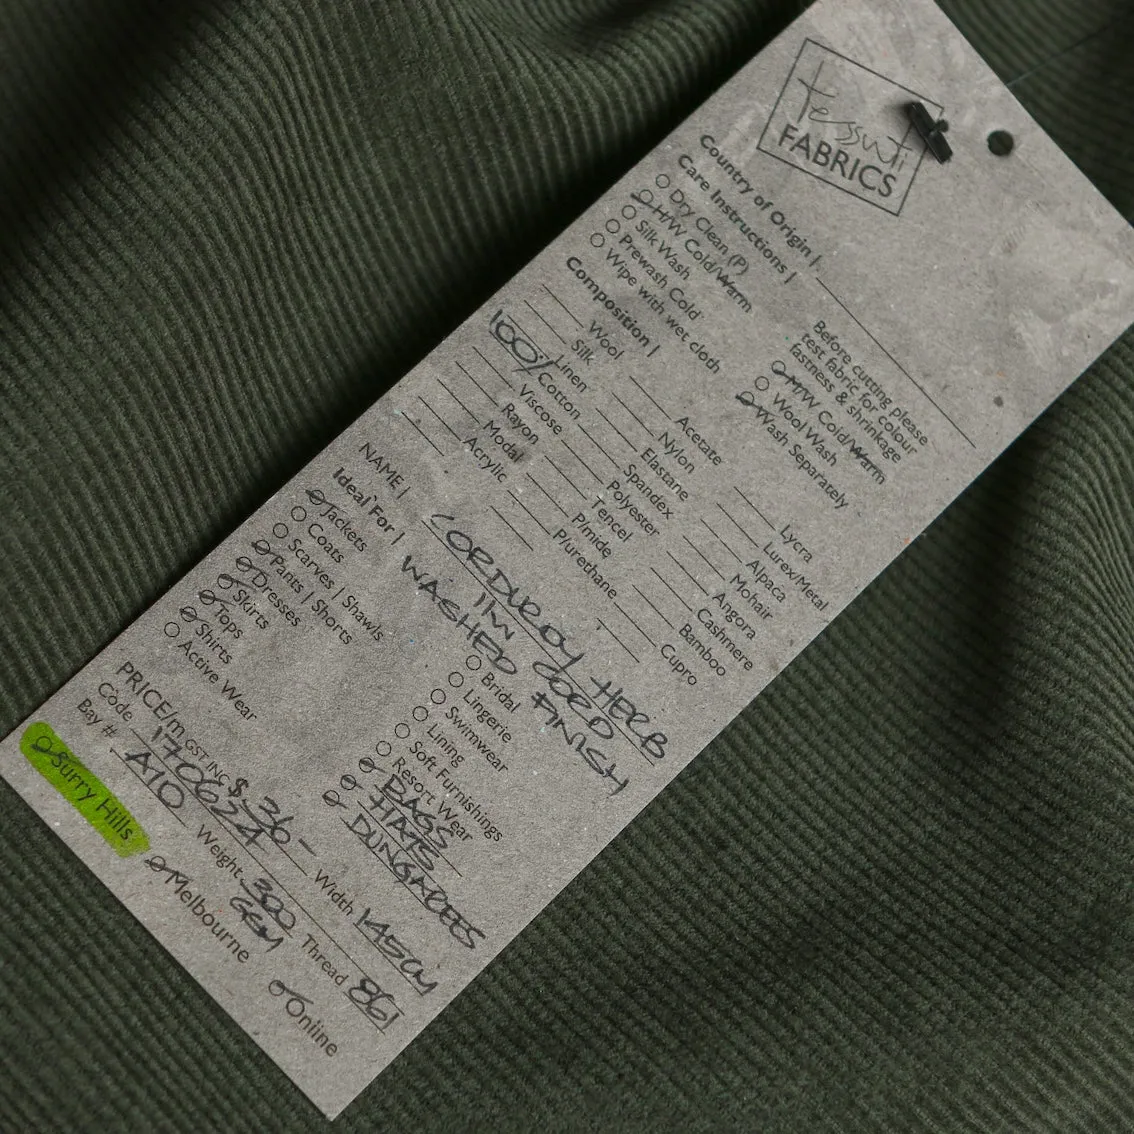 tessuti
FABRICS
Country of Origin |
Care Instructions |
Dry Clean (P)
H/W Cold/Warm
Silk Wash
Prewash Cold
Wipe with wet cloth
Before cutting please
test fabric for colour
fastness & shrinkage
M/W Cold/Warm
Wool Wash
Wash Separately
Composition |
Wool
Silk
Linen
100% Cotton
Viscose
Rayon
Modal
Acrylic
Acetate
Nylon
Elastane
Spandex
Polyester
Tencel
P/mide
P/urethane
Lycra
Lurex/Metal
Alpaca
Mohair
Angora
Cashmere
Bamboo
Cupro
NAME | CORDUROY HERB
11W CORD
WASHED FINISH
Ideal For |
Jackets
Coats
Scarves | Shawls
Pants | Shorts
Dresses
Skirts
Tops
Shirts
Active Wear
Bridal
Lingerie
Swimwear
Lining
Soft Furnishings
Resort Wear
BAGS
HATS
DUNGAREES
PRICE/m GST INC $ 36- Width 145CM
Code 170624 Weight 300 GSM Thread 861
Bay # A110
Surry Hills
Melbourne
Online